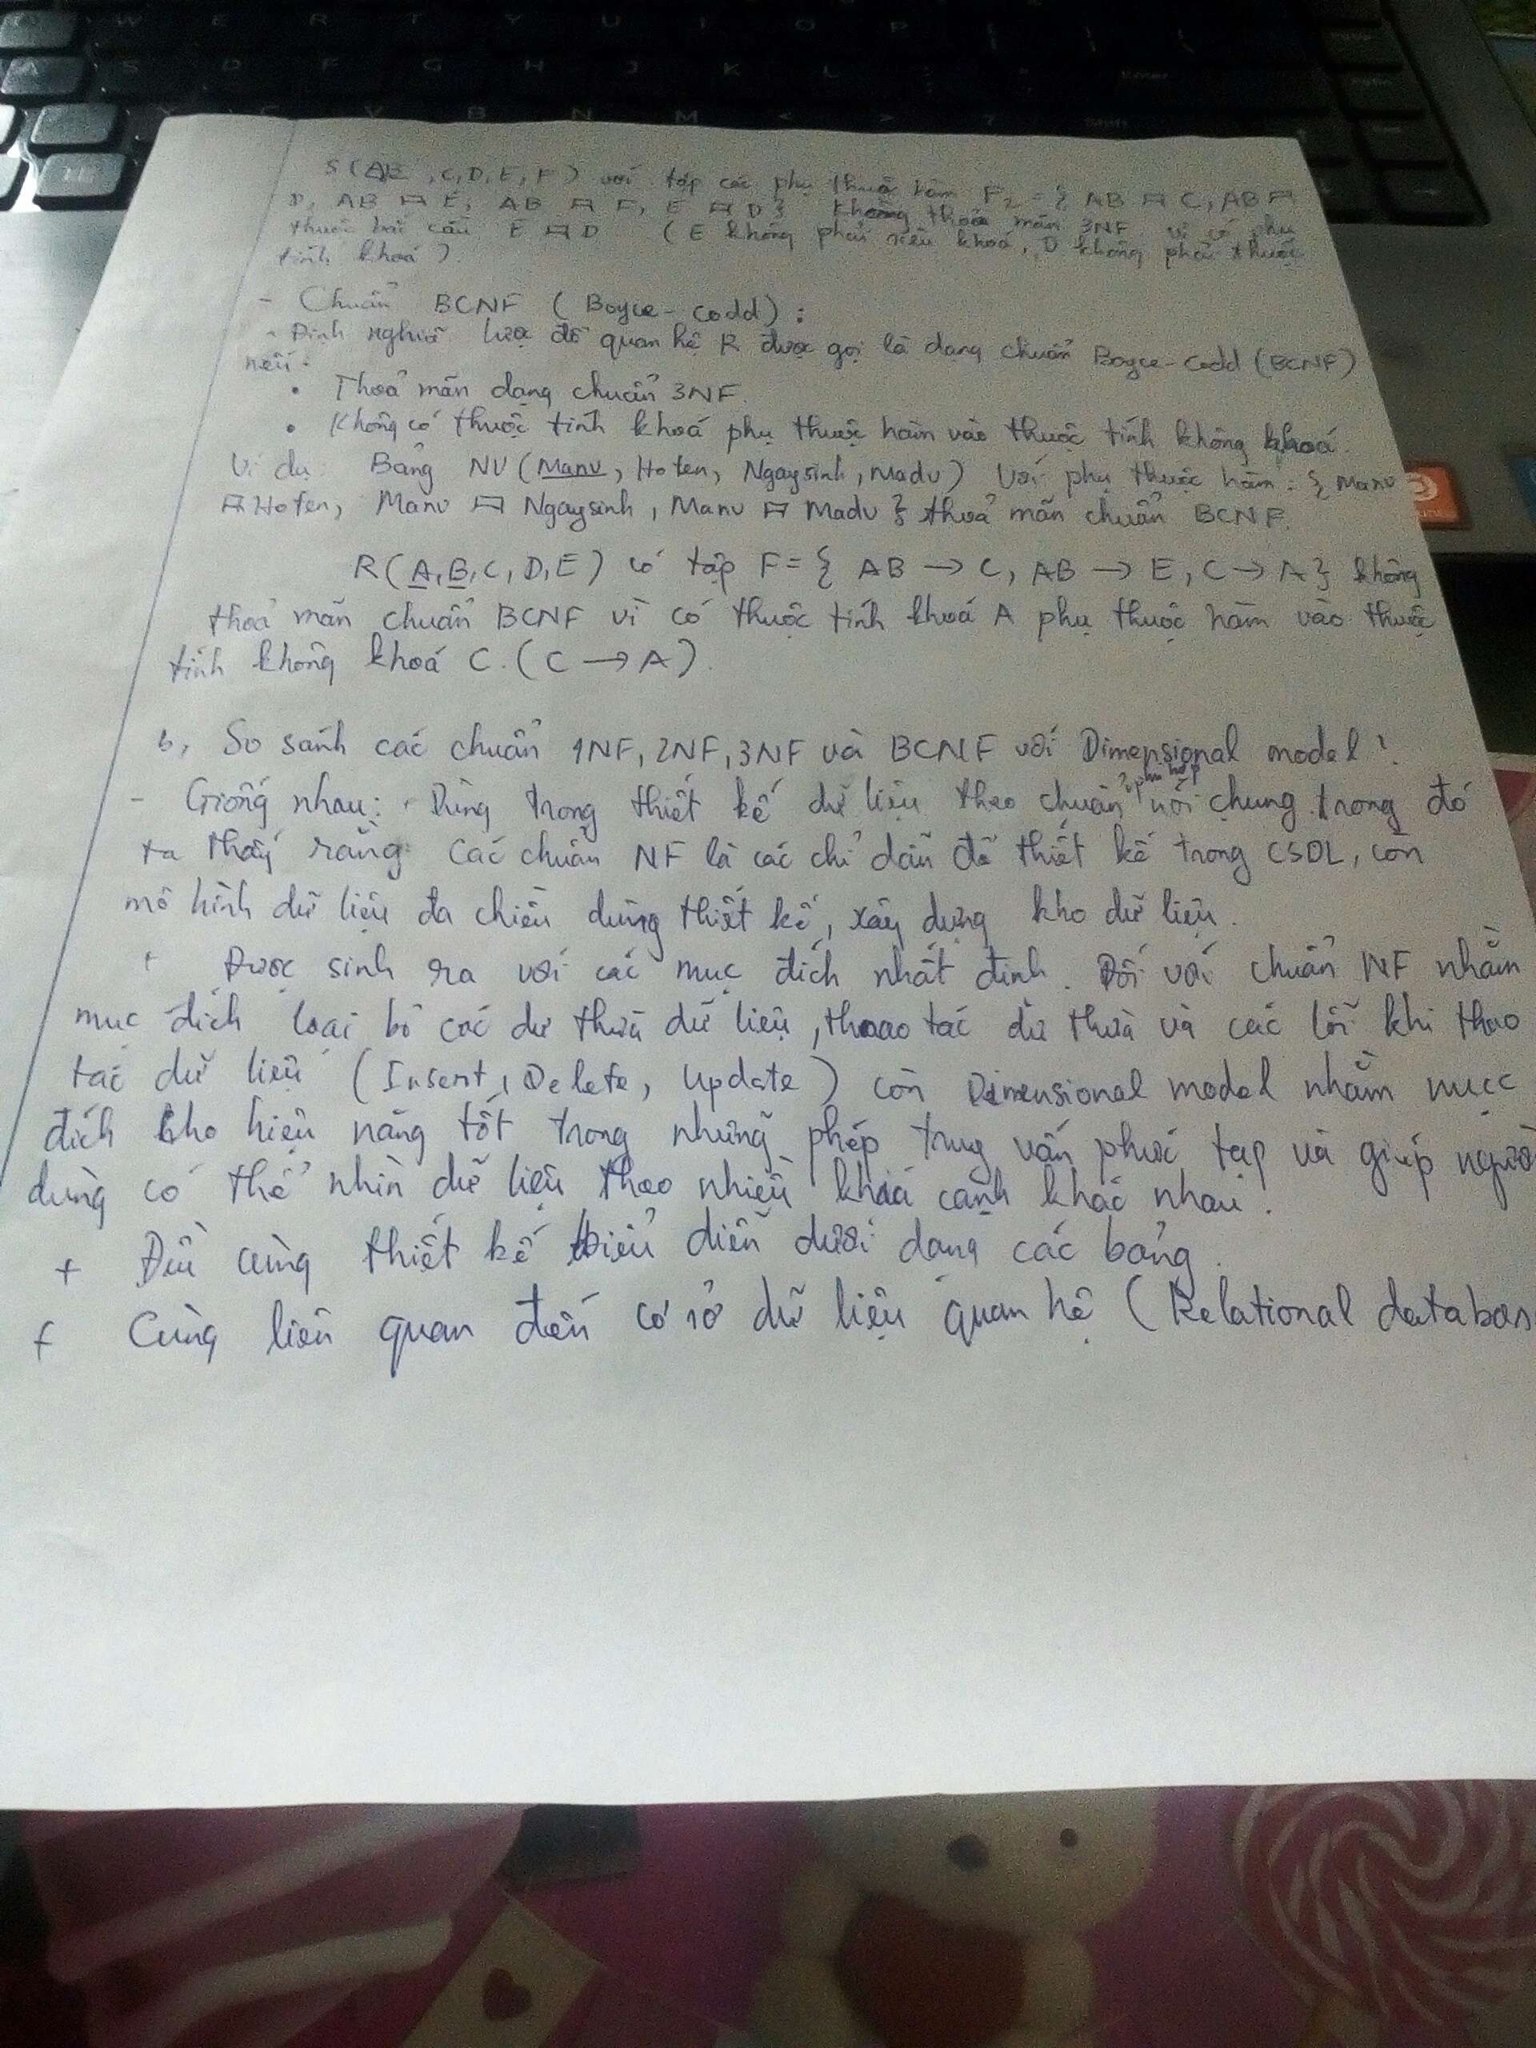 W E R T Y U I O P
A S D F G H J K L
V B N M < > ?
S (AB, C, D, E, F) với tập các phụ thuộc hàm F₂ = { AB → C, AB →
D, AB → E, AB → F, E → D } không thoả mãn 3NF vì có phụ
thuộc bắc cầu E → D (E không phải siêu khoá, D không phải thuộc
tính khoá).
- Chuẩn BCNF (Boyce-Codd):
- Định nghĩa lược đồ quan hệ R được gọi là dạng chuẩn Boyce-Codd (BCNF)
nếu:
• Thoả mãn dạng chuẩn 3NF.
• Không có thuộc tính khoá phụ thuộc hàm vào thuộc tính không khoá.
Ví dụ: Bảng NV (Manv, Hoten, Ngaysinh, Madv) Với phụ thuộc hàm: { Manv
→ Hoten, Manv → Ngaysinh, Manv → Madv } thoả mãn chuẩn BCNF.
R(A, B, C, D, E) có tập F = { AB → C, AB → E, C → A } không
thoả mãn chuẩn BCNF vì có thuộc tính khoá A phụ thuộc hàm vào thuộc
tính không khoá C. (C → A).
b, So sánh các chuẩn 1NF, 2NF, 3NF và BCNF với Dimensional model!
- Giống nhau: + Dùng trong thiết kế dữ liệu theo chuẩn phù hợp nói chung trong đó
ta thấy rằng các chuẩn NF là các chỉ dẫn để thiết kế trong CSDL, còn
mô hình dữ liệu đa chiều dùng thiết kế, xây dựng kho dữ liệu.
+ Được sinh ra với các mục đích nhất định. Đối với chuẩn NF nhằm
mục đích loại bỏ các dư thừa dữ liệu, thoao tác dư thừa và các lỗi khi thao
tác dữ liệu (Insert, Delete, Update) còn Dimensional model nhằm mục
đích cho hiệu năng tốt trong những phép truy vấn phức tạp và giúp người
dùng có thể nhìn dữ liệu theo nhiều khía cạnh khác nhau!
+ Đều cùng thiết kế biểu diễn dưới dạng các bảng.
+ Cùng liên quan đến cơ sở dữ liệu quan hệ (Relational databas